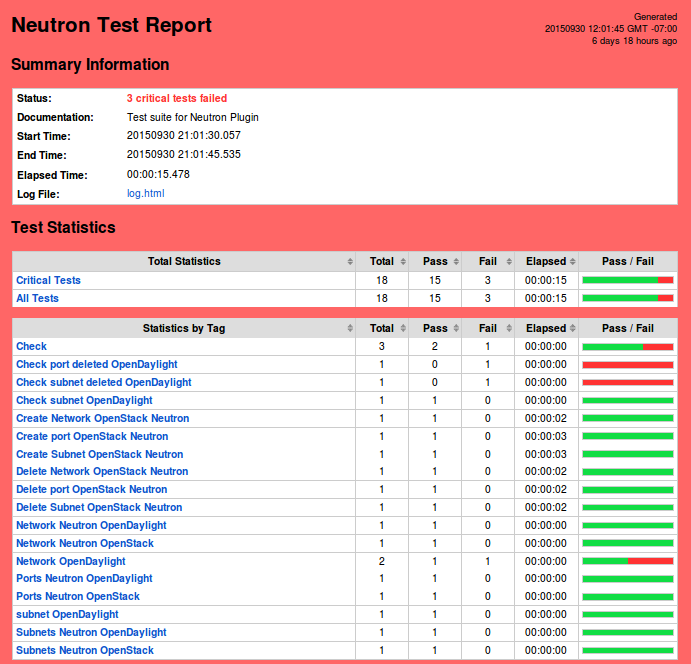 Neutron Test Report
Generated
20150930 12:01:45 GMT -07:00
6 days 18 hours ago
Summary Information
Status: 3 critical tests failed
Documentation: Test suite for Neutron Plugin
Start Time: 20150930 21:01:30.057
End Time: 20150930 21:01:45.535
Elapsed Time: 00:00:15.478
Log File: log.html
Test Statistics
Total Statistics Total Pass Fail Elapsed Pass / Fail
Critical Tests 18 15 3 00:00:15
All Tests 18 15 3 00:00:15
Statistics by Tag Total Pass Fail Elapsed Pass / Fail
Check 3 2 1 00:00:00
Check port deleted OpenDaylight 1 0 1 00:00:00
Check subnet deleted OpenDaylight 1 0 1 00:00:00
Check subnet OpenDaylight 1 1 0 00:00:00
Create Network OpenStack Neutron 1 1 0 00:00:02
Create port OpenStack Neutron 1 1 0 00:00:03
Create Subnet OpenStack Neutron 1 1 0 00:00:03
Delete Network OpenStack Neutron 1 1 0 00:00:02
Delete port OpenStack Neutron 1 1 0 00:00:02
Delete Subnet OpenStack Neutron 1 1 0 00:00:02
Network Neutron OpenDaylight 1 1 0 00:00:00
Network Neutron OpenStack 1 1 0 00:00:00
Network OpenDaylight 2 1 1 00:00:00
Ports Neutron OpenDaylight 1 1 0 00:00:00
Ports Neutron OpenStack 1 1 0 00:00:00
subnet OpenDaylight 1 1 0 00:00:00
Subnets Neutron OpenDaylight 1 1 0 00:00:00
Subnets Neutron OpenStack 1 1 0 00:00:00